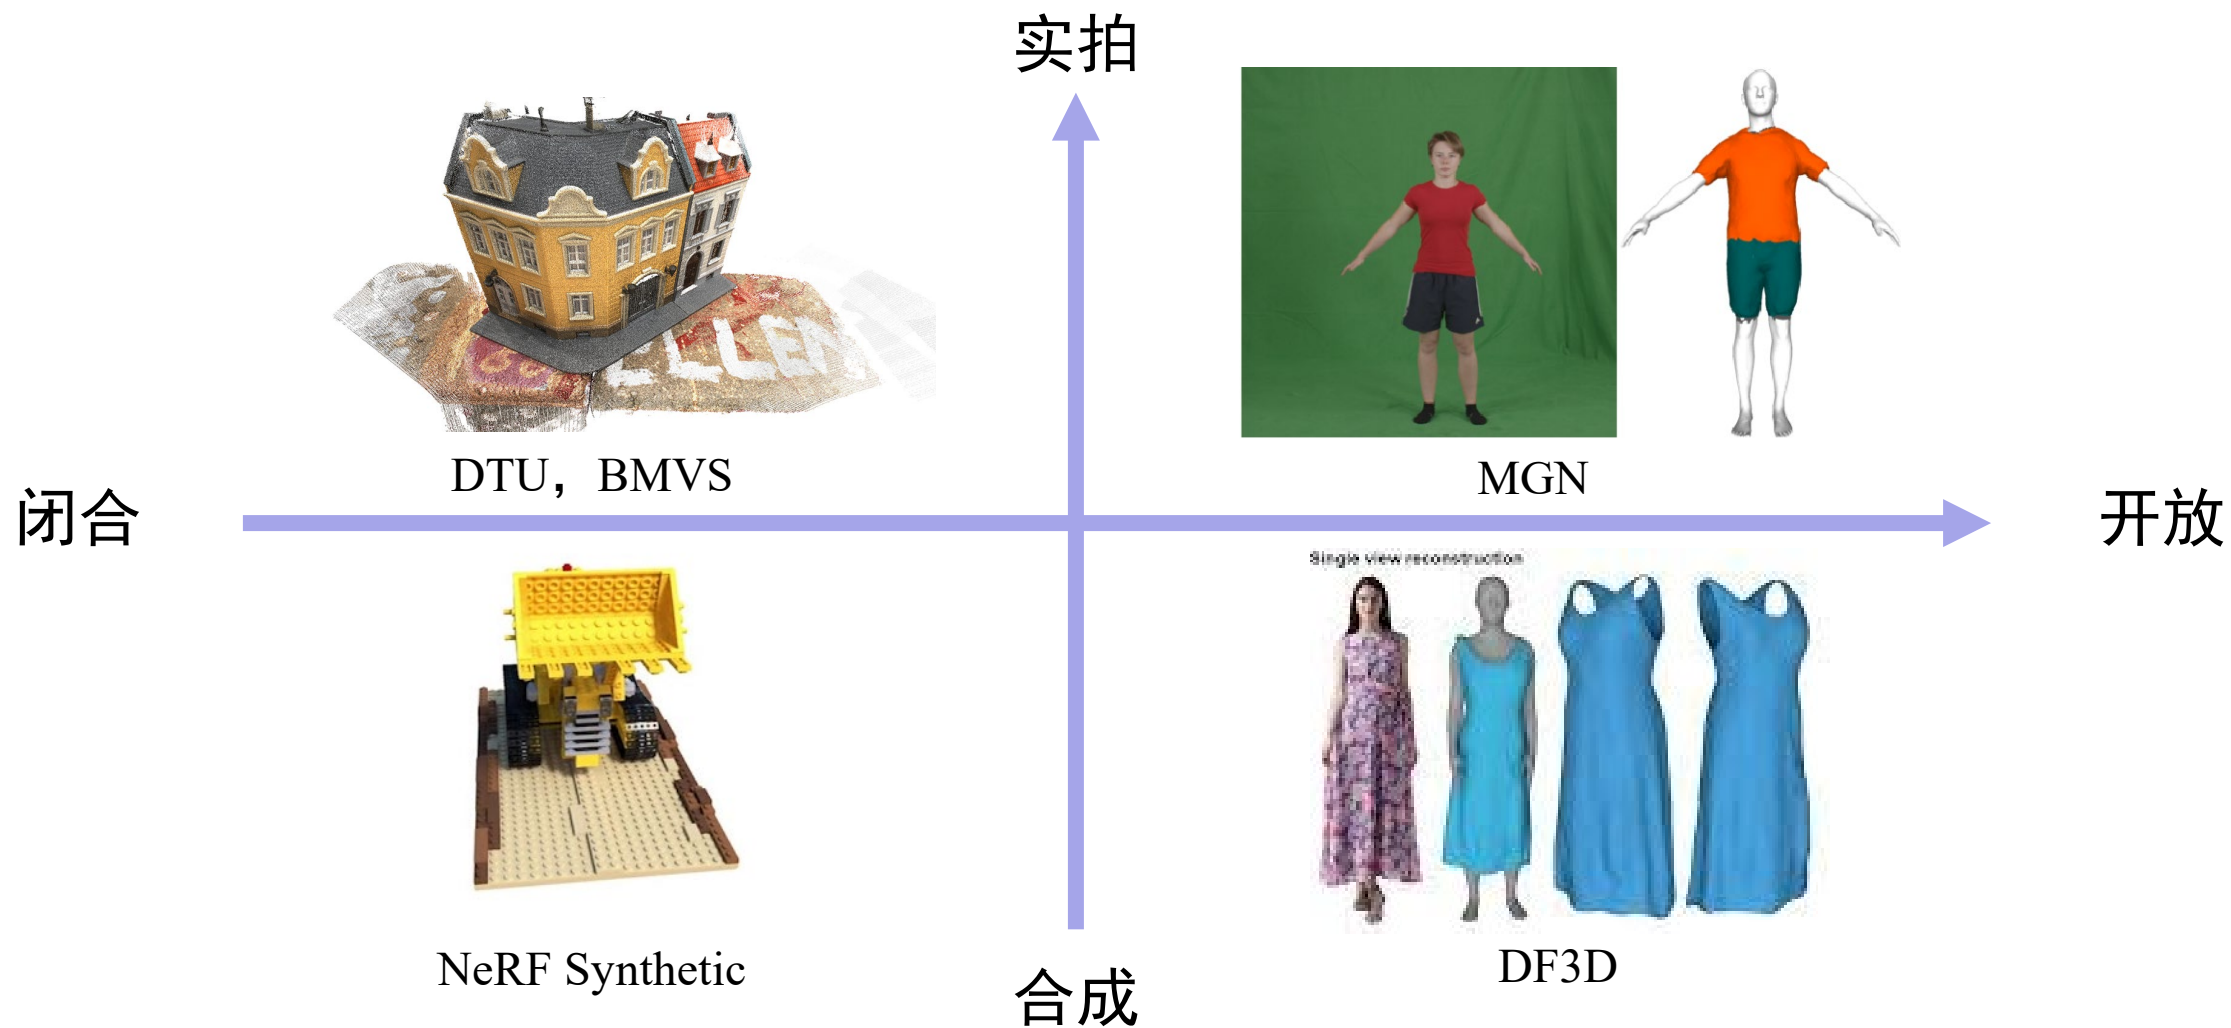 实拍
DTU，BMVS
MGN
闭合
开放
Single view reconstruction
NeRF Synthetic
DF3D
合成